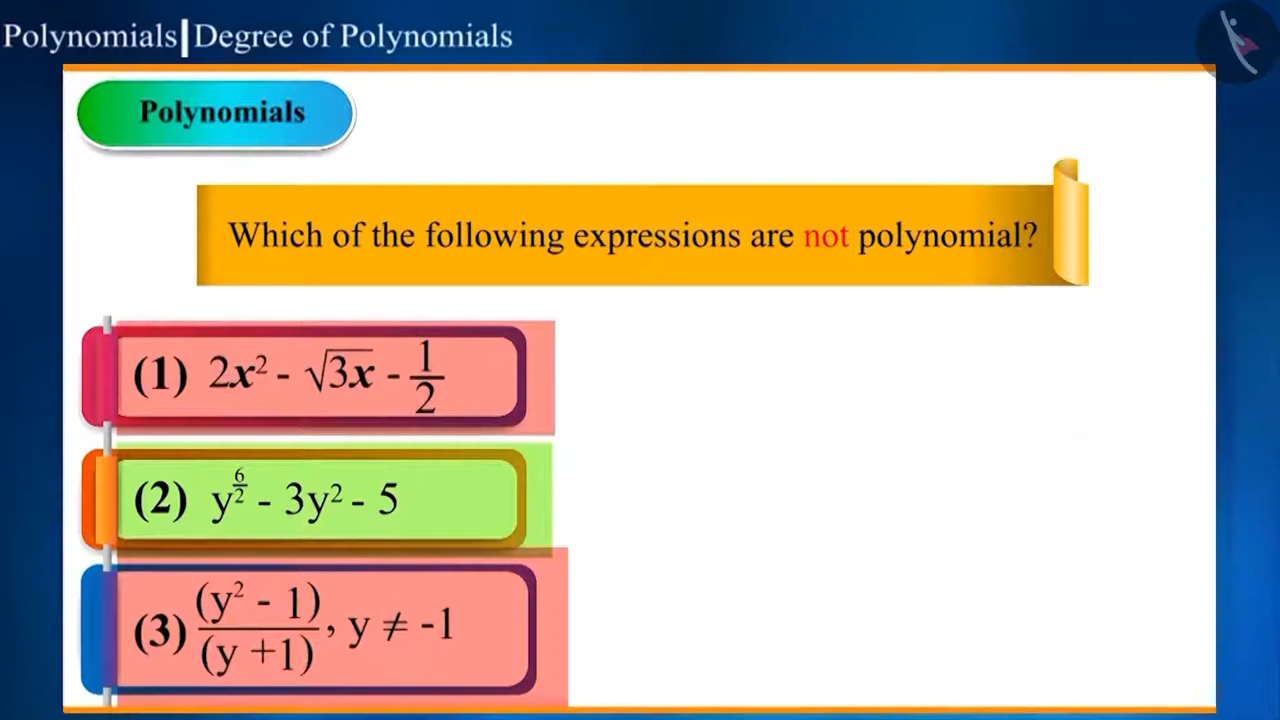 Polynomials|Degree of Polynomials
Polynomials
Which of the following expressions are not polynomial?
(1) 2x² - √3x - 1/2
(2) y^(6/2) - 3y² - 5
(3) (y² - 1)/(y +1), y ≠ -1